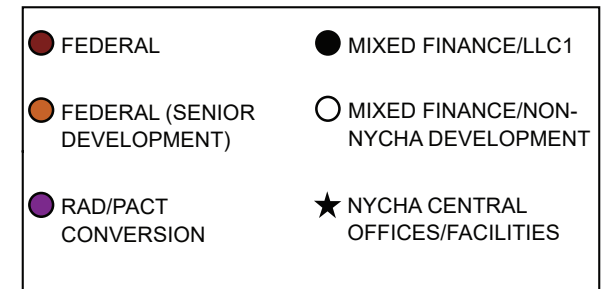 FEDERAL
FEDERAL (SENIOR
DEVELOPMENT)
RAD/PACT
CONVERSION
MIXED FINANCE/LLC1
MIXED FINANCE/NON-
NYCHA DEVELOPMENT
NYCHA CENTRAL
OFFICES/FACILITIES